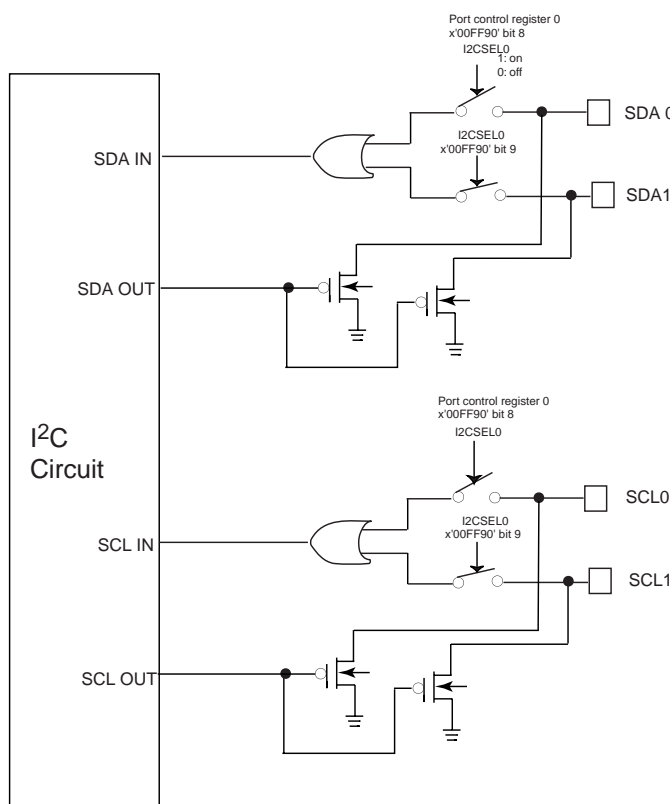 Port control register 0
x'00FF90' bit 8
I2CSEL0
1: on
0: off
SDA 0
SDA IN
I2CSEL0
x'00FF90' bit 9
SDA1
SDA OUT
Port control register 0
x'00FF90' bit 8
I2CSEL0
I²C
Circuit
SCL0
SCL IN
I2CSEL0
x'00FF90' bit 9
SCL1
SCL OUT